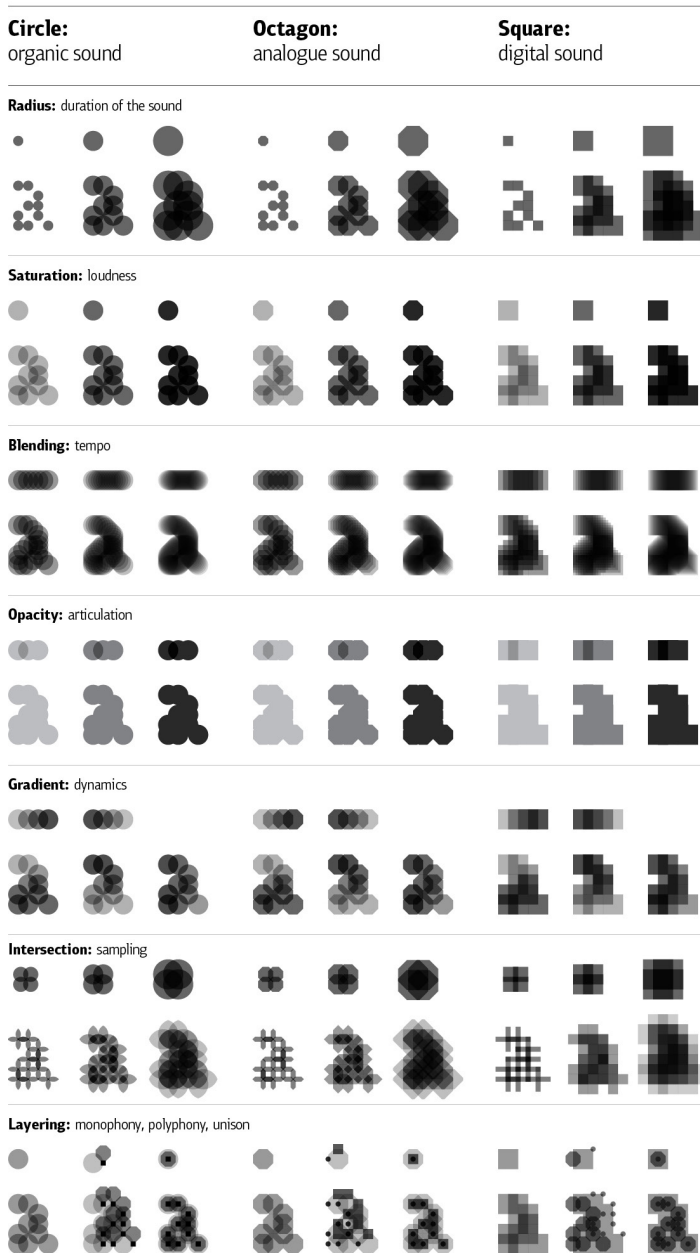 Circle:
organic sound
Octagon:
analogue sound
Square:
digital sound
Radius: duration of the sound
Saturation: loudness
Blending: tempo
Opacity: articulation
Gradient: dynamics
Intersection: sampling
Layering: monophony, polyphony, unison